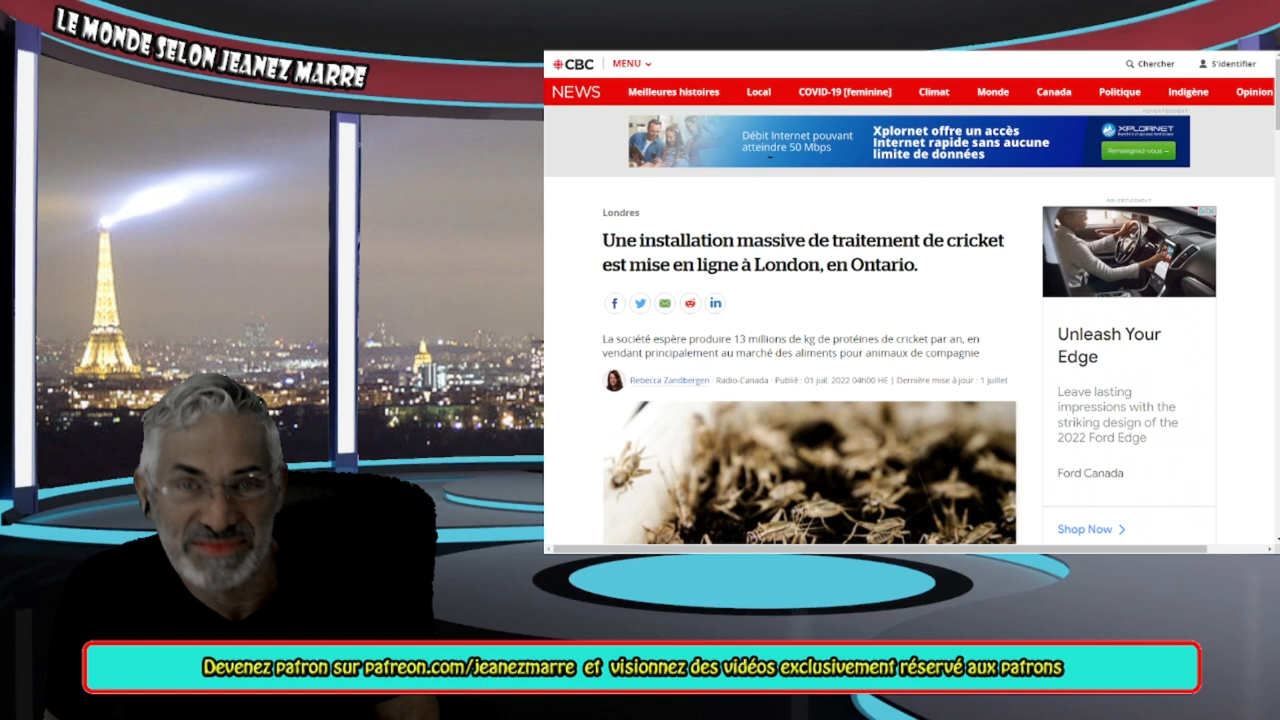 LE MONDE SELON JEANEZ MARRE
CBC
MENU
Chercher
S'identifier
NEWS
Meilleures histoires
Local
COVID-19 [feminine]
Climat
Monde
Canada
Politique
Indigène
Opinion
ADVERTISEMENT
Débit Internet pouvant
atteindre 50 Mbps
Xplornet offre un accès
Internet rapide sans aucune
limite de données
XPLORNET
Renseignez-vous →
Londres
ADVERTISEMENT
Une installation massive de traitement de cricket
est mise en ligne à London, en Ontario.
La société espère produire 13 millions de kg de protéines de cricket par an, en
vendant principalement au marché des aliments pour animaux de compagnie
Rebecca Zandbergen · Radio-Canada · Publié : 01 juil. 2022 04h00 HE | Dernière mise à jour : 1 juillet
Unleash Your
Edge
Leave lasting
impressions with the
striking design of the
2022 Ford Edge
Ford Canada
Shop Now
Devenez patron sur patreon.com/jeanezmarre et visionnez des vidéos exclusivement réservé aux patrons